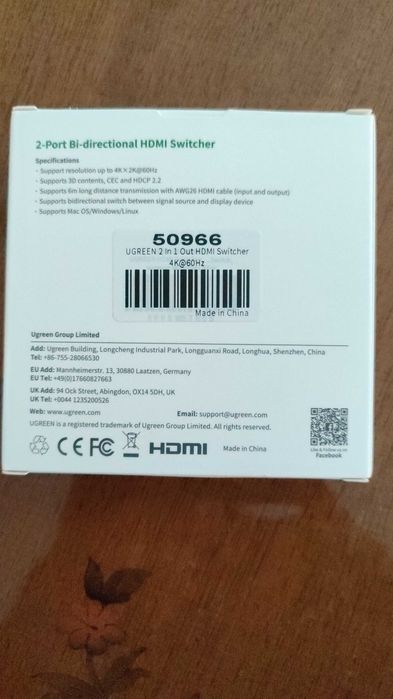 2-Port Bi-directional HDMI Switcher
Specifications
· Support resolution up to 4K×2K@60Hz
· Supports 3D contents, CEC and HDCP 2.2
· Supports 6m long distance transmission with AWG26 HDMI cable (input and output)
· Supports bidirectional switch between signal source and display device
· Supports Mac OS/Windows/Linux
50966
UGREEN 2 In 1 Out HDMI Switcher
4K@60Hz
Made in China
Ugreen Group Limited
Add: Ugreen Building, Longcheng Industrial Park, Longguanxi Road, Longhua, Shenzhen, China
Tel: +86-755-28066530
EU Add: Mannheimerstr. 13, 30880 Laatzen, Germany
EU Tel: +49(0)17660827663
UK Add: 94 Ock Street, Abingdon, OX14 5DH, UK
UK Tel: +0044 1235200526
Web: www.ugreen.com Email: support@ugreen.com
UGREEN is a registered trademark of Ugreen Group Limited. All rights reserved.
CE FC HDMI Made in China
Like & Follow us on
Facebook